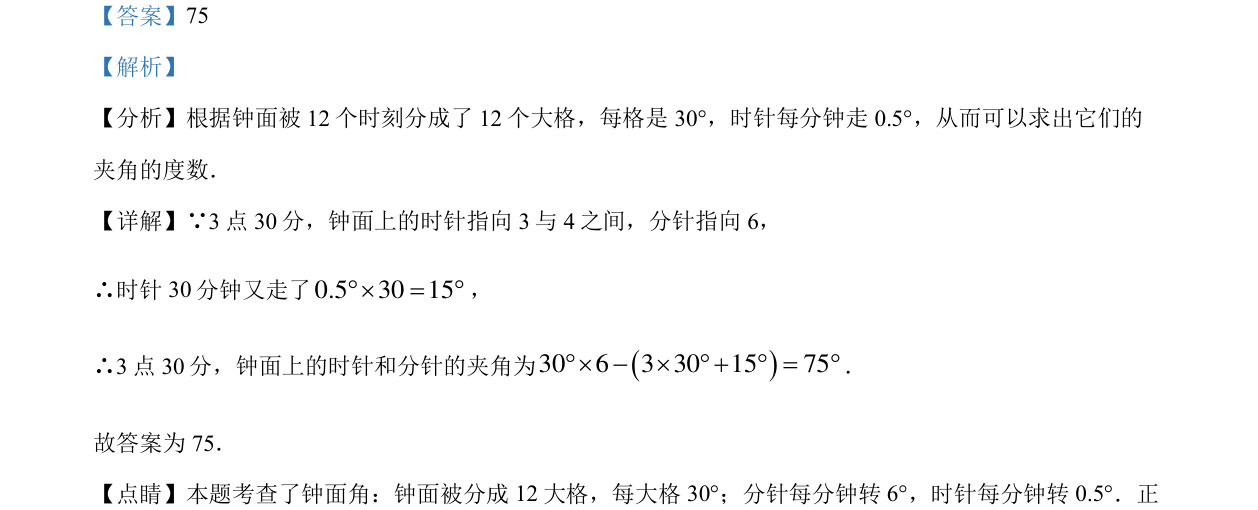 【答案】75
【解析】
【分析】根据钟面被 12 个时刻分成了 12 个大格，每格是 30°，时针每分钟走 0.5°，从而可以求出它们的
夹角的度数．
【详解】∵3 点 30 分，钟面上的时针指向 3 与 4 之间，分针指向 6，
∴时针 30 分钟又走了0.5°×30=15°，
∴3 点 30 分，钟面上的时针和分针的夹角为30°×6−(3×30°+15°)=75°．
故答案为 75．
【点睛】本题考查了钟面角：钟面被分成 12 大格，每大格 30°；分针每分钟转 6°，时针每分钟转 0.5°．正